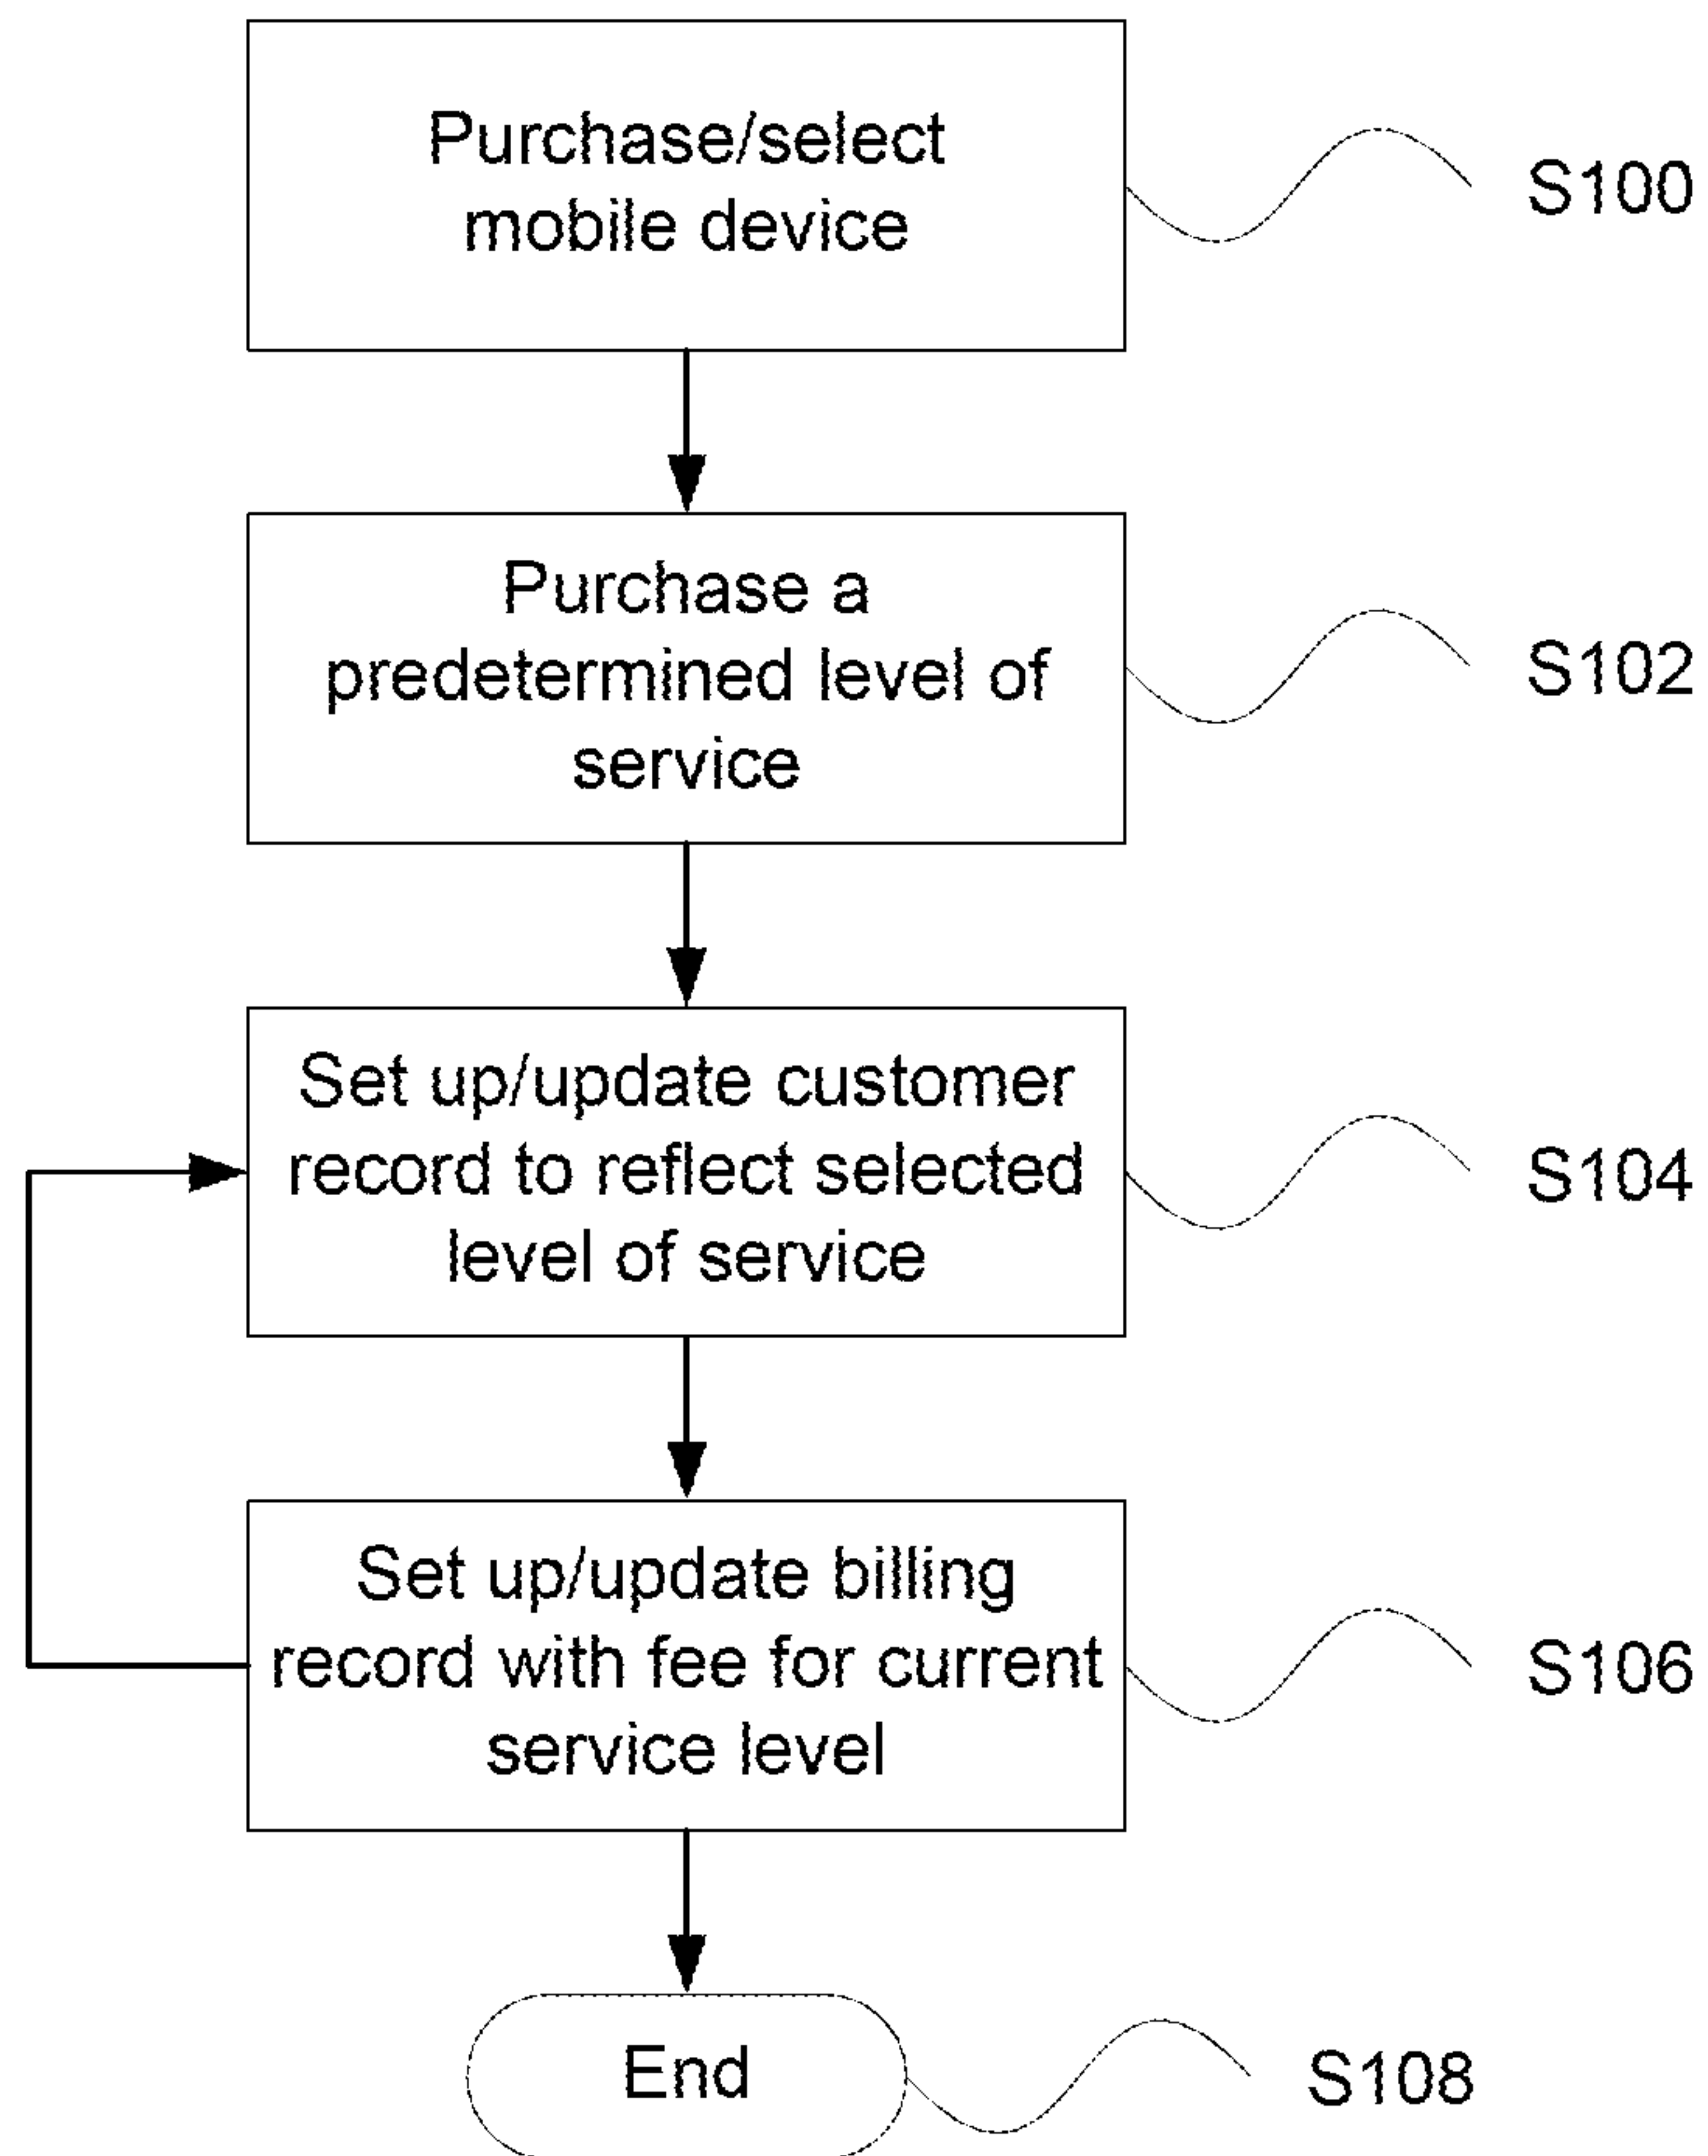 Purchase/select
mobile device
S100
Purchase a
predetermined level of
service
S102
Set up/update customer
record to reflect selected
level of service
S104
Set up/update billing
record with fee for current
service level
S106
End
S108